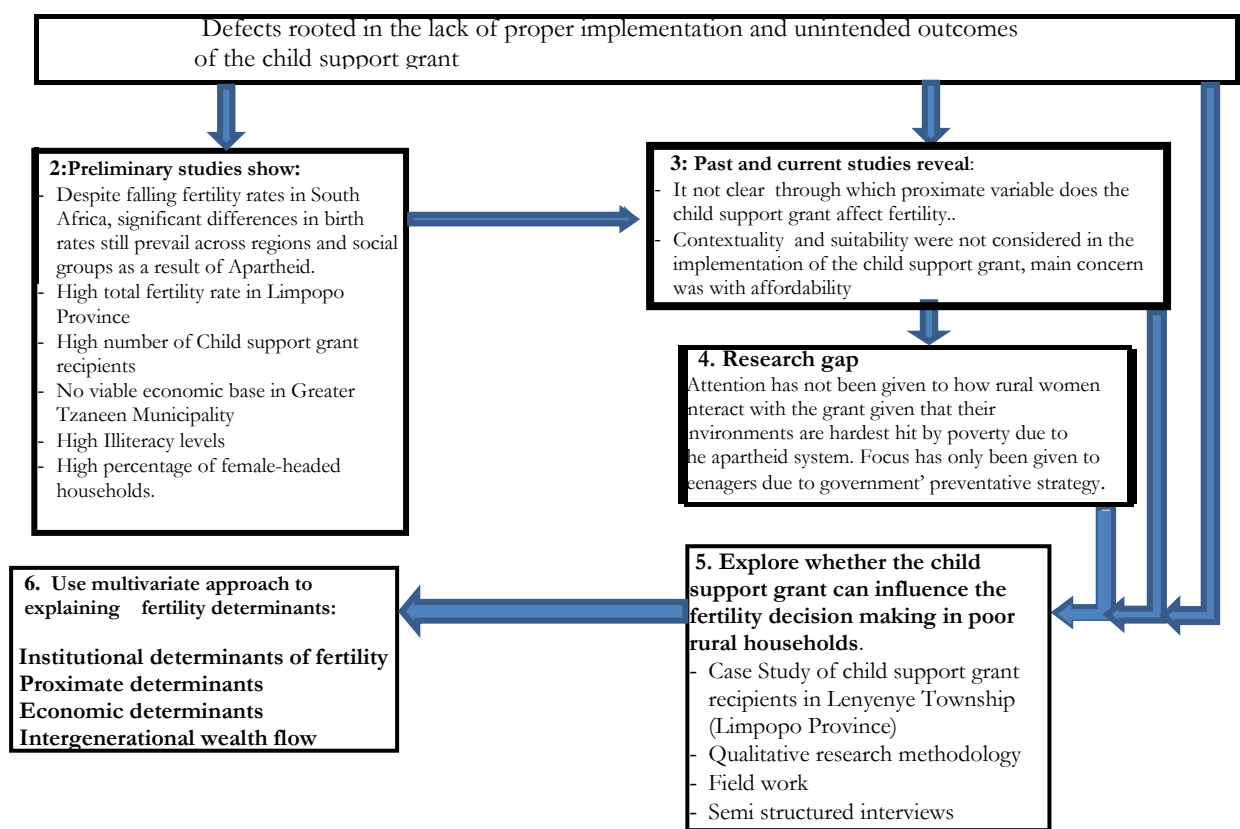 Defects rooted in the lack of proper implementation and unintended outcomes
of the child support grant
2:Preliminary studies show:
- Despite falling fertility rates in South
Africa, significant differences in birth
rates still prevail across regions and social
groups as a result of Apartheid.
- High total fertility rate in Limpopo
Province
- High number of Child support grant
recipients
- No viable economic base in Greater
Tzaneen Municipality
- High Illiteracy levels
- High percentage of female-headed
households.
3: Past and current studies reveal:
- It not clear through which proximate variable does the
child support grant affect fertility..
- Contextuality and suitability were not considered in the
implementation of the child support grant, main concern
was with affordability
4. Research gap
Attention has not been given to how rural women
nteract with the grant given that their
nvironments are hardest hit by poverty due to
he apartheid system. Focus has only been given to
eenagers due to government' preventative strategy.
5. Explore whether the child
support grant can influence the
fertility decision making in poor
rural households.
- Case Study of child support grant
recipients in Lenyenye Township
(Limpopo Province)
- Qualitative research methodology
- Field work
- Semi structured interviews
6. Use multivariate approach to
explaining fertility determinants:
Institutional determinants of fertility
Proximate determinants
Economic determinants
Intergenerational wealth flow